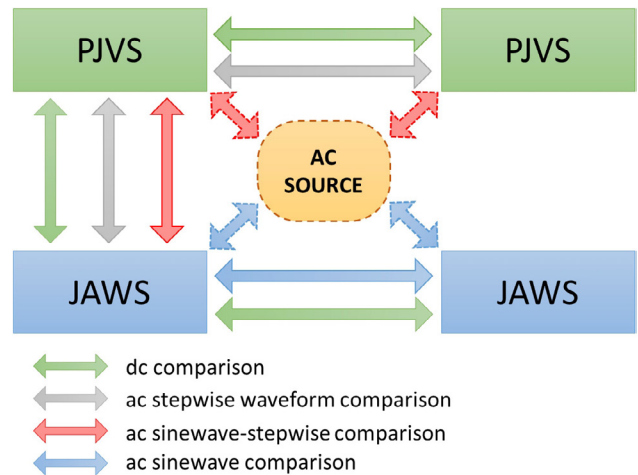 PJVS
PJVS
AC
SOURCE
JAWS
JAWS
dc comparison
ac stepwise waveform comparison
ac sinewave-stepwise comparison
ac sinewave comparison